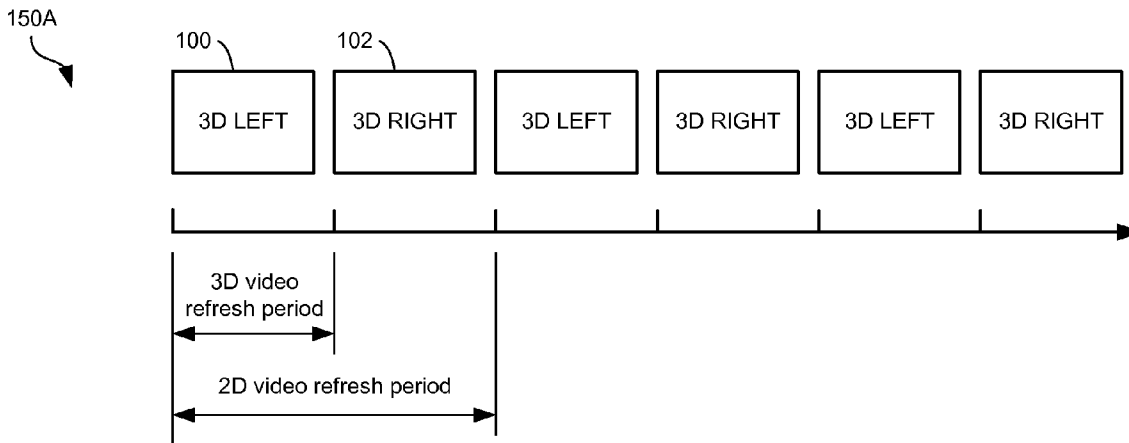 150A
100
102
3D LEFT
3D RIGHT
3D LEFT
3D RIGHT
3D LEFT
3D RIGHT
3D video
refresh period
2D video refresh period